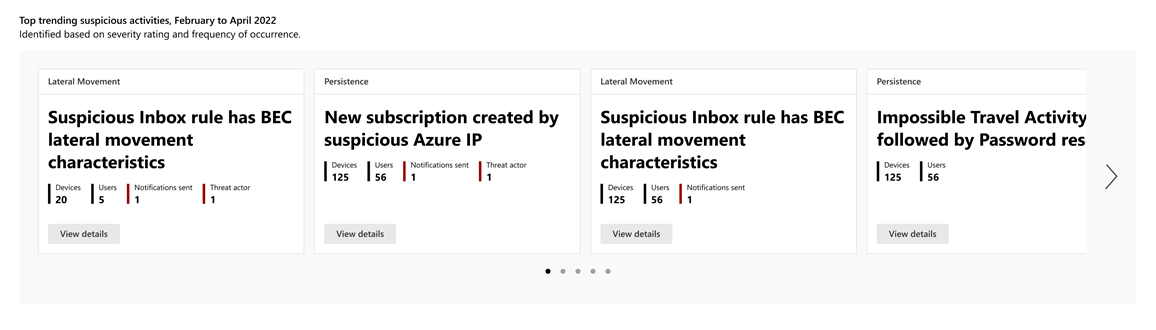 Top trending suspicious activities, February to April 2022
Identified based on severity rating and frequency of occurrence.
Lateral Movement
Suspicious Inbox rule has BEC
lateral movement
characteristics
Devices Users Notifications sent Threat actor
20 5 1 1
View details
Persistence
New subscription created by
suspicious Azure IP
Devices Users Notifications sent Threat actor
125 56 1 1
View details
Lateral Movement
Suspicious Inbox rule has BEC
lateral movement
characteristics
Devices Users Notifications sent
125 56 1
View details
Persistence
Impossible Travel Activity
followed by Password res
Devices Users
125 56
View details